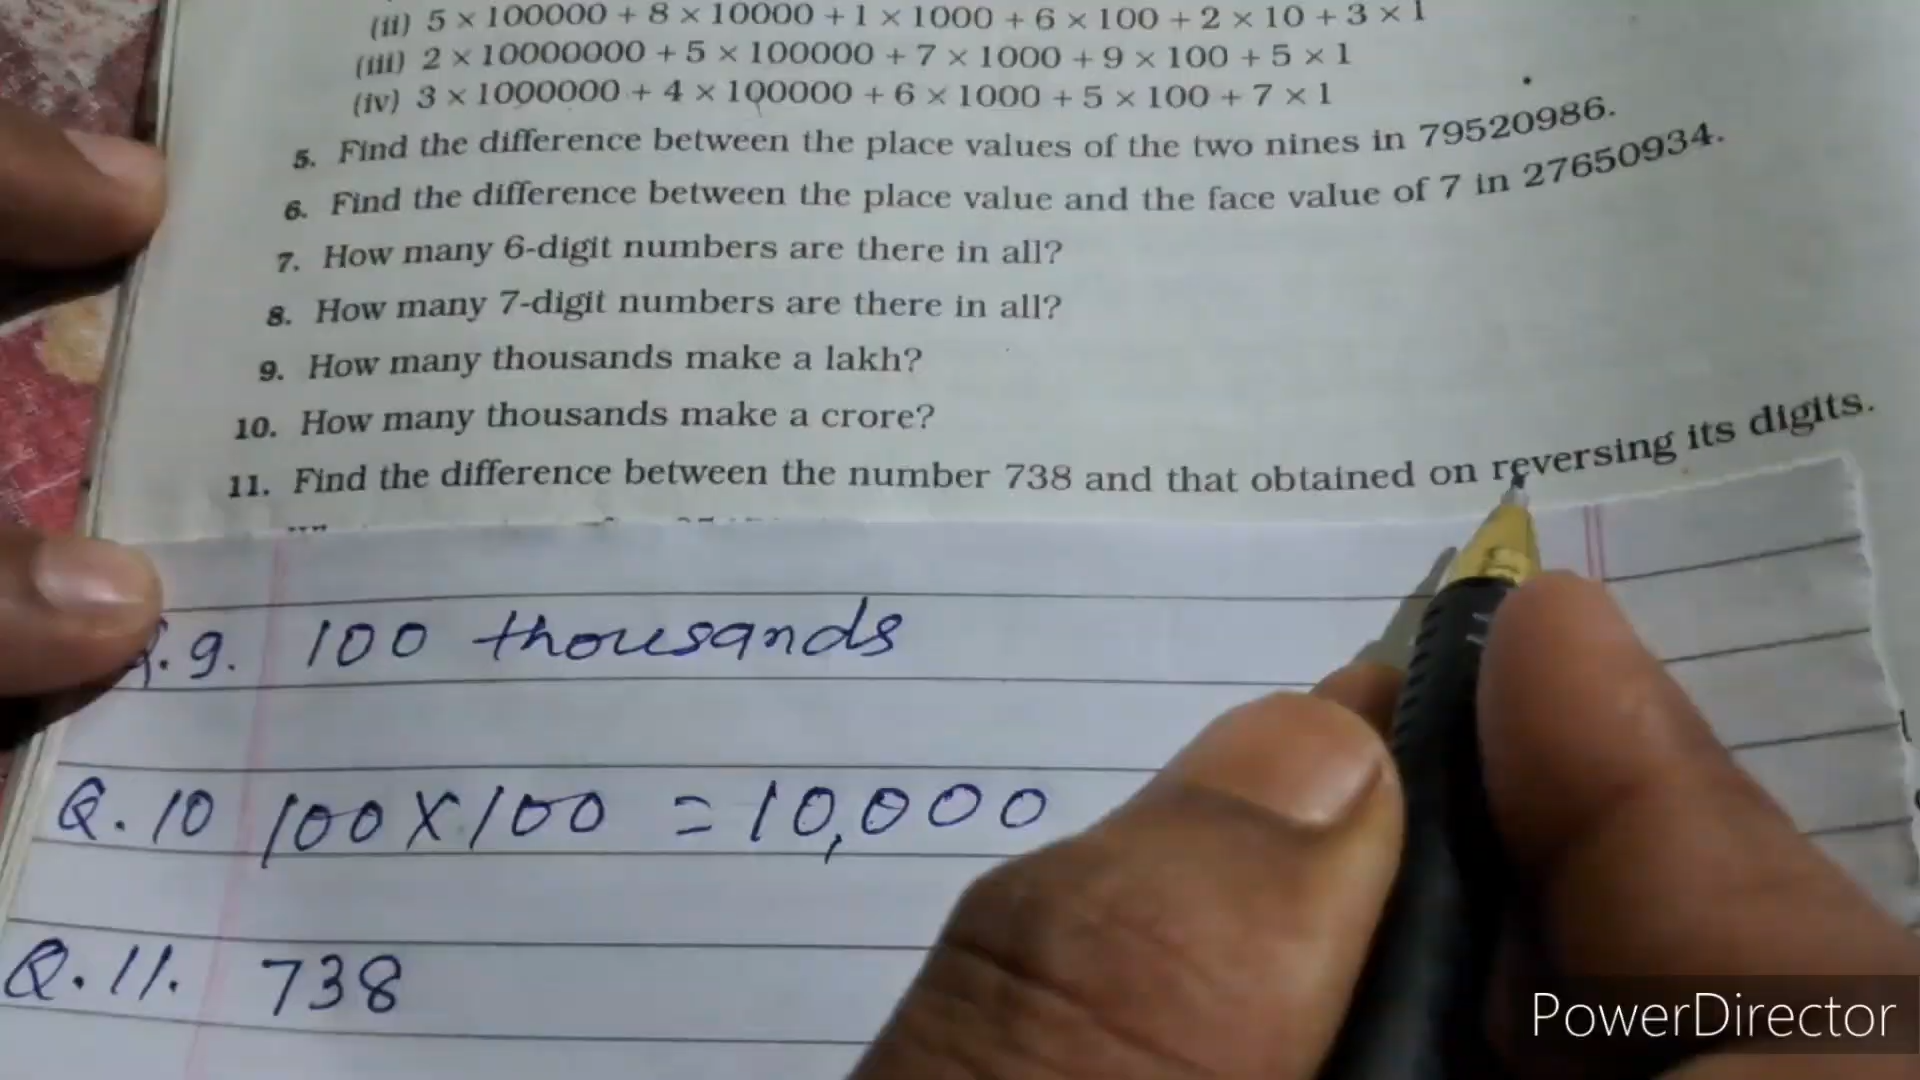 (ii) 5 × 100000 + 8 × 10000 + 1 × 1000 + 6 × 100 + 2 × 10 + 3 × 1
(iii) 2 × 10000000 + 5 × 100000 + 7 × 1000 + 9 × 100 + 5 × 1
(iv) 3 × 1000000 + 4 × 100000 + 6 × 1000 + 5 × 100 + 7 × 1
5. Find the difference between the place values of the two nines in 79520986.
6. Find the difference between the place value and the face value of 7 in 27650934.
7. How many 6-digit numbers are there in all?
8. How many 7-digit numbers are there in all?
9. How many thousands make a lakh?
10. How many thousands make a crore?
11. Find the difference between the number 738 and that obtained on reversing its digits.
.9. 100 thousands
Q.10 100 X 100 = 10,000
Q.11. 738
PowerDirector